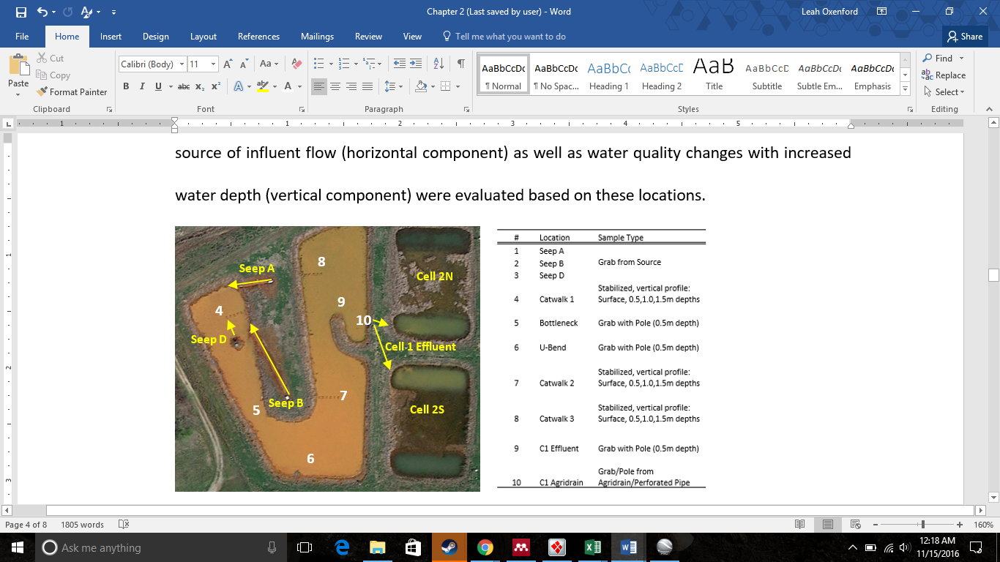 Chapter 2 (Last saved by user) - Word
Leah Oxenford
File Home Insert Design Layout References Mailings Review View Tell me what you want to do Share
Paste
Cut
Copy
Format Painter
Clipboard
Calibri (Body) 11
Font
Paragraph
AaBbCcDc AaBbCcDc AaBbCc AaBbCcD AaB AaBbCcD AaBbCcDc AaBbCcDc
¶ Normal ¶ No Spac... Heading 1 Heading 2 Title Subtitle Subtle Em... Emphasis
Styles
Find
Replace
Select
Editing
1 1 2 3 4 5
source of influent flow (horizontal component) as well as water quality changes with increased
water depth (vertical component) were evaluated based on these locations.
8
Seep A
Cell 2N
9
4
10
Seep D
Cell 1 Effluent
7
Seep B
5
Cell 2S
6
# Location Sample Type
1 Seep A
2 Seep B Grab from Source
3 Seep D
Stabilized, vertical profile:
4 Catwalk 1 Surface, 0.5,1.0,1.5m depths
5 Bottleneck Grab with Pole (0.5m depth)
6 U-Bend Grab with Pole (0.5m depth)
Stabilized, vertical profile:
7 Catwalk 2 Surface, 0.5,1.0,1.5m depths
Stabilized, vertical profile:
8 Catwalk 3 Surface, 0.5,1.0,1.5m depths
9 C1 Effluent Grab with Pole (0.5m depth)
Grab/Pole from
10 C1 Agridrain Agridrain/Perforated Pipe
Page 4 of 8 1805 words
160%
Ask me anything
12:18 AM
11/15/2016